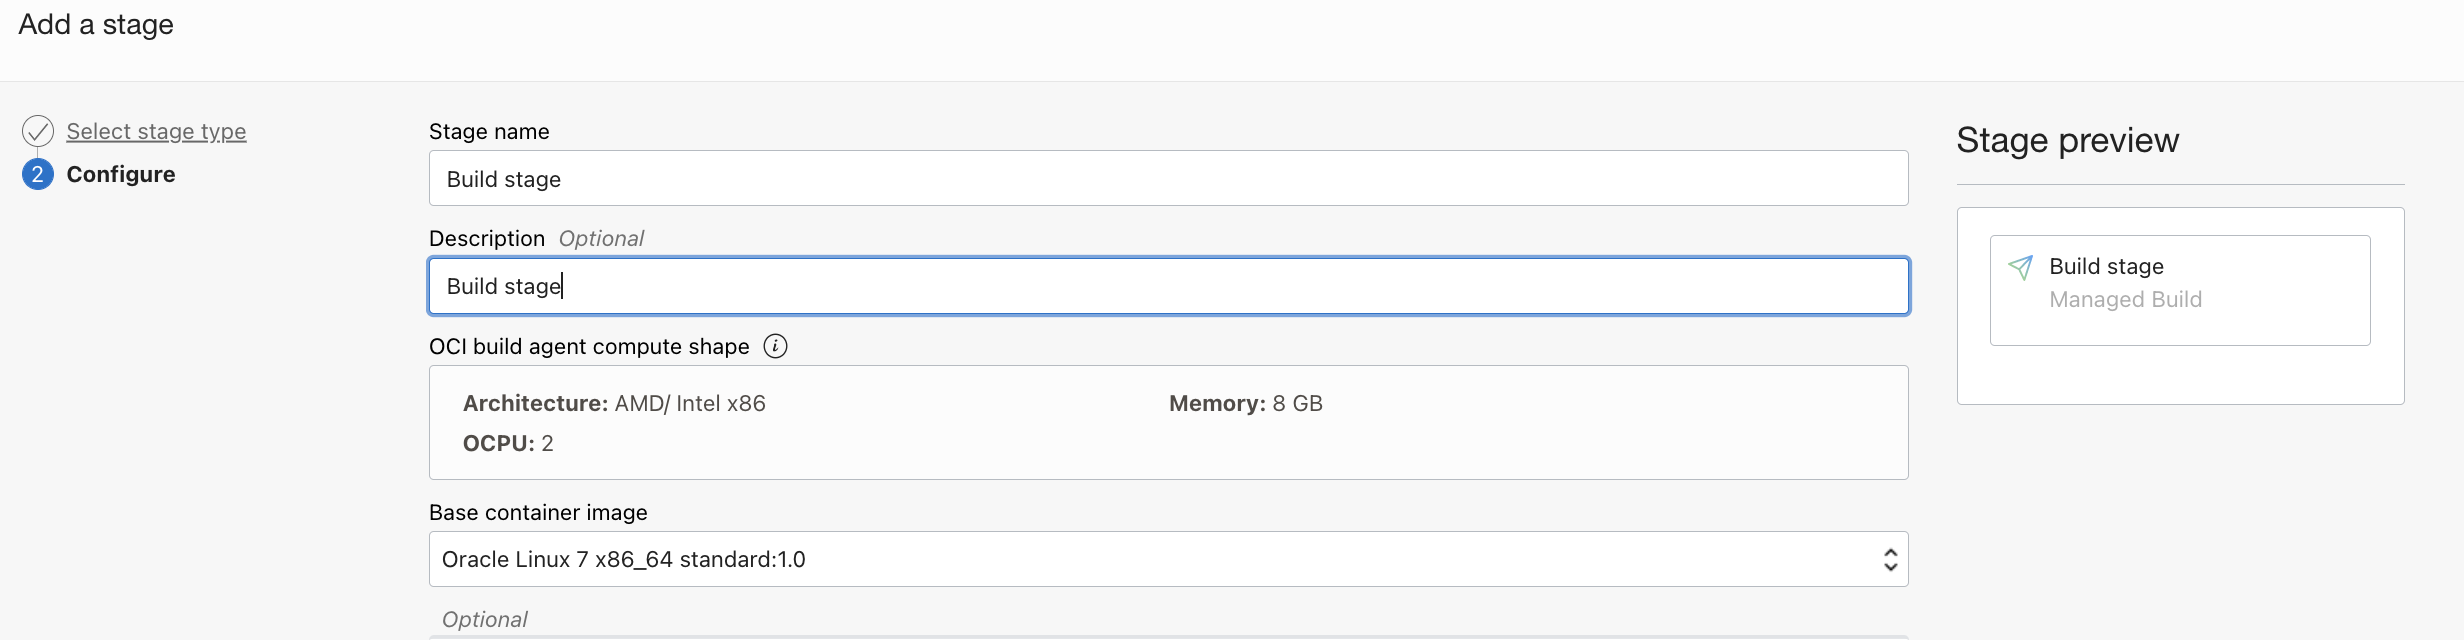 Add a stage
Select stage type
2 Configure
Stage name
Build stage
Description Optional
Build stage
OCI build agent compute shape i
Architecture: AMD/ Intel x86
Memory: 8 GB
OCPU: 2
Base container image
Oracle Linux 7 x86_64 standard:1.0
Optional
Stage preview
Build stage
Managed Build